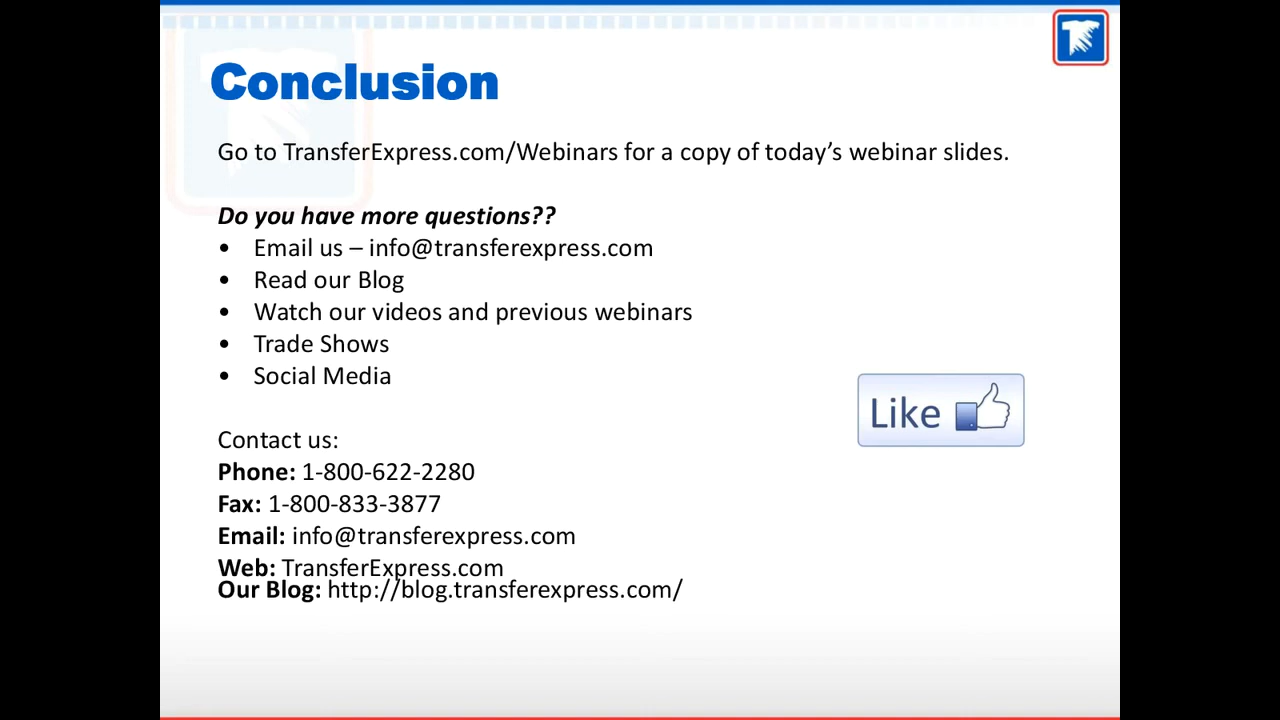 Conclusion
Go to TransferExpress.com/Webinars for a copy of today’s webinar slides.
Do you have more questions??
• Email us – info@transferexpress.com
• Read our Blog
• Watch our videos and previous webinars
• Trade Shows
• Social Media
Like
Contact us:
Phone: 1-800-622-2280
Fax: 1-800-833-3877
Email: info@transferexpress.com
Web: TransferExpress.com
Our Blog: http://blog.transferexpress.com/